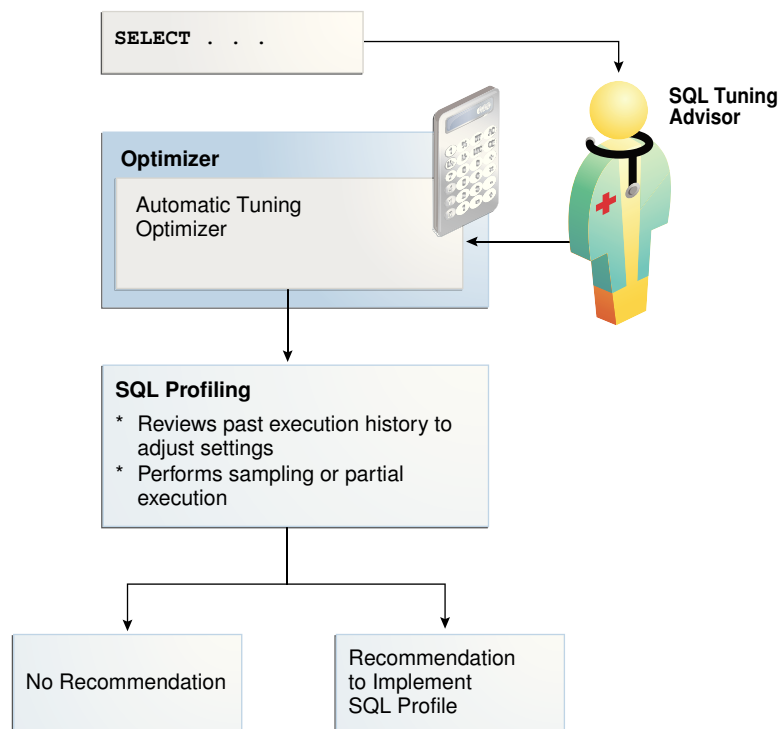 SELECT . . .
SQL Tuning
Advisor
Optimizer
Automatic Tuning
Optimizer
SQL Profiling
* Reviews past execution history to
adjust settings
* Performs sampling or partial
execution
No Recommendation
Recommendation
to Implement
SQL Profile